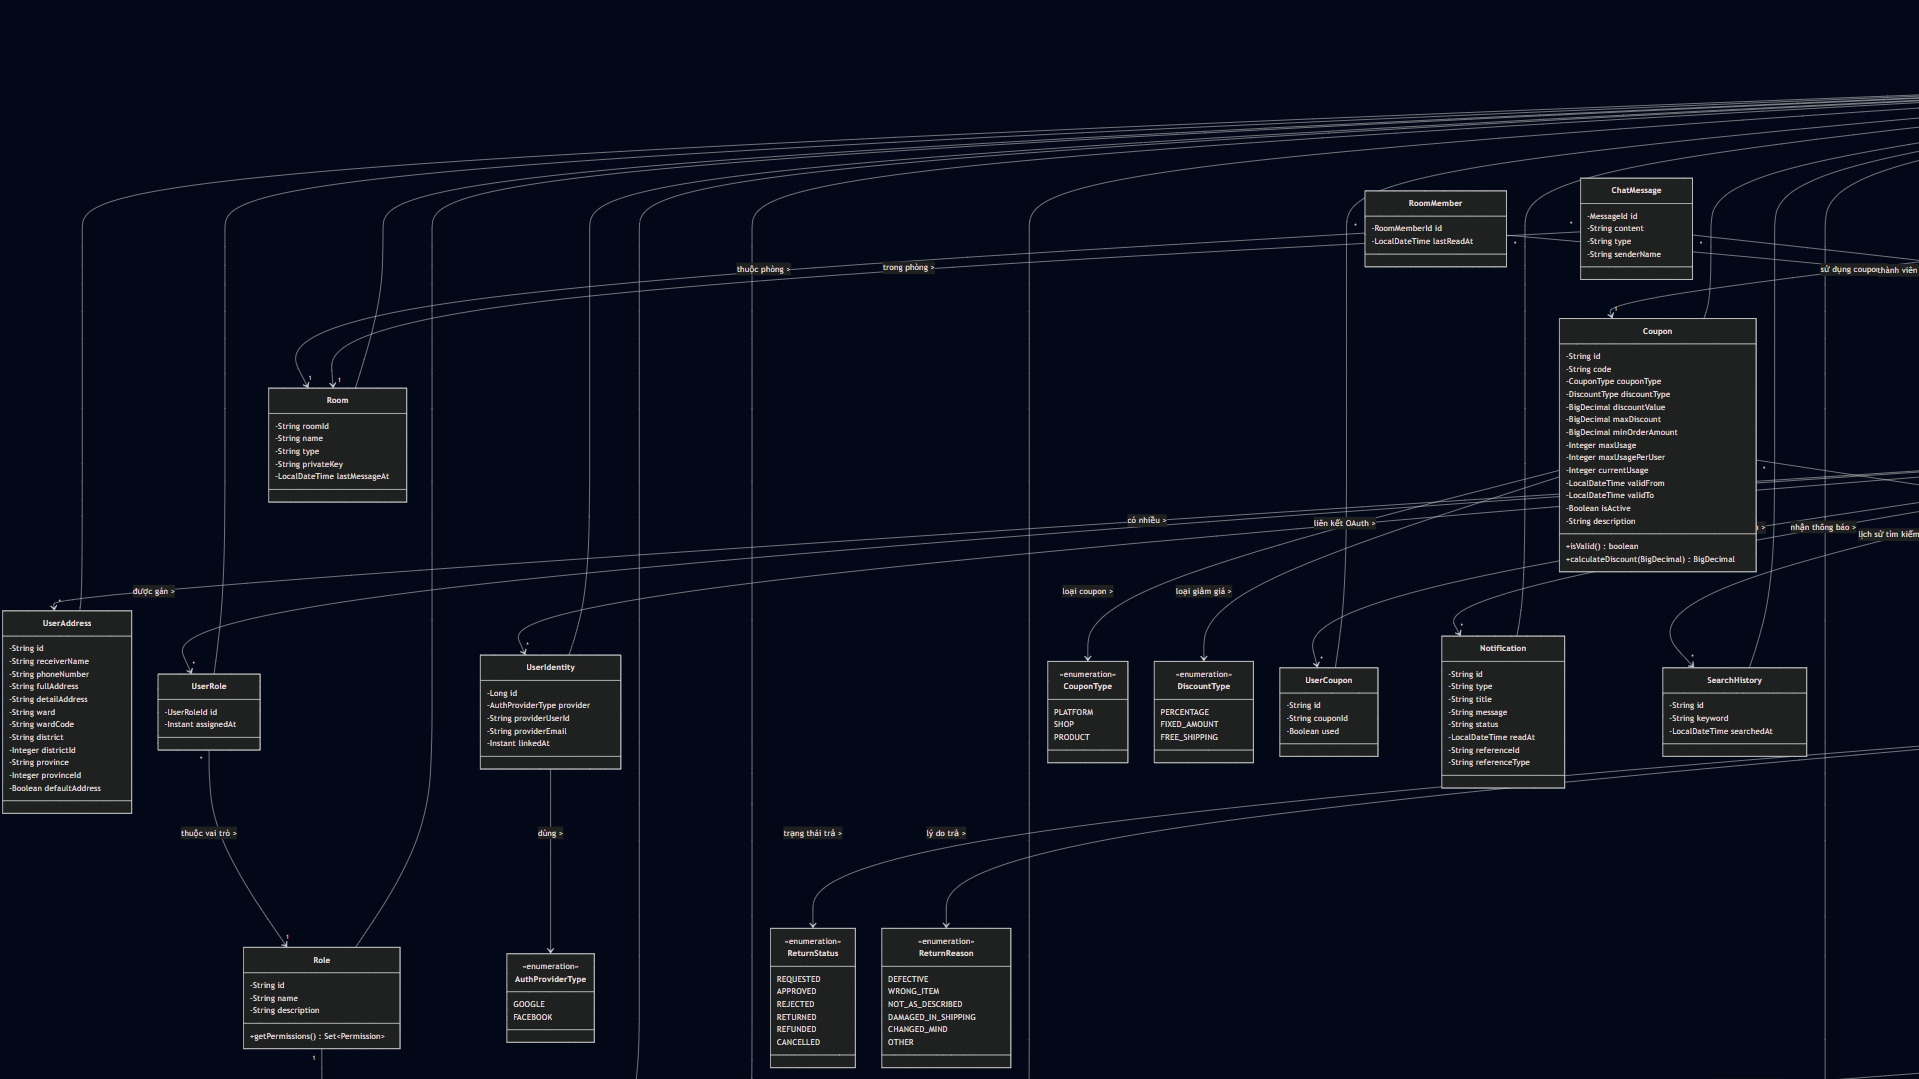 RoomMember
-RoomMemberId id
-LocalDateTime lastReadAt
*
*
ChatMessage
-MessageId id
-String content
-String type
-String senderName
*
*
thuộc phòng >
trong phòng >
sử dụng coupon
thành viên
1
Coupon
-String id
-String code
-CouponType couponType
-DiscountType discountType
-BigDecimal discountValue
-BigDecimal maxDiscount
-BigDecimal minOrderAmount
-Integer maxUsage
-Integer maxUsagePerUser
-Integer currentUsage
-LocalDateTime validFrom
-LocalDateTime validTo
-Boolean isActive
-String description
+isValid() : boolean
+calculateDiscount(BigDecimal) : BigDecimal
*
1
1
Room
-String roomId
-String name
-String type
-String privateKey
-LocalDateTime lastMessageAt
có nhiều >
liên kết OAuth >
>
nhận thông báo >
lịch sử tìm kiếm
được gán >
loại coupon >
loại giảm giá >
*
UserAddress
-String id
-String receiverName
-String phoneNumber
-String fullAddress
-String detailAddress
-String ward
-String wardCode
-String district
-Integer districtId
-String province
-Integer provinceId
-Boolean defaultAddress
*
UserRole
-UserRoleId id
-Instant assignedAt
*
*
UserIdentity
-Long id
-AuthProviderType provider
-String providerUserId
-String providerEmail
-Instant linkedAt
«enumeration»
CouponType
PLATFORM
SHOP
PRODUCT
«enumeration»
DiscountType
PERCENTAGE
FIXED_AMOUNT
FREE_SHIPPING
*
UserCoupon
-String id
-String couponId
-Boolean used
*
Notification
-String id
-String type
-String title
-String message
-String status
-LocalDateTime readAt
-String referenceId
-String referenceType
*
SearchHistory
-String id
-String keyword
-LocalDateTime searchedAt
thuộc vai trò >
dùng >
trạng thái trả >
lý do trả >
1
Role
-String id
-String name
-String description
+getPermissions() : Set<Permission>
1
«enumeration»
AuthProviderType
GOOGLE
FACEBOOK
«enumeration»
ReturnStatus
REQUESTED
APPROVED
REJECTED
RETURNED
REFUNDED
CANCELLED
«enumeration»
ReturnReason
DEFECTIVE
WRONG_ITEM
NOT_AS_DESCRIBED
DAMAGED_IN_SHIPPING
CHANGED_MIND
OTHER